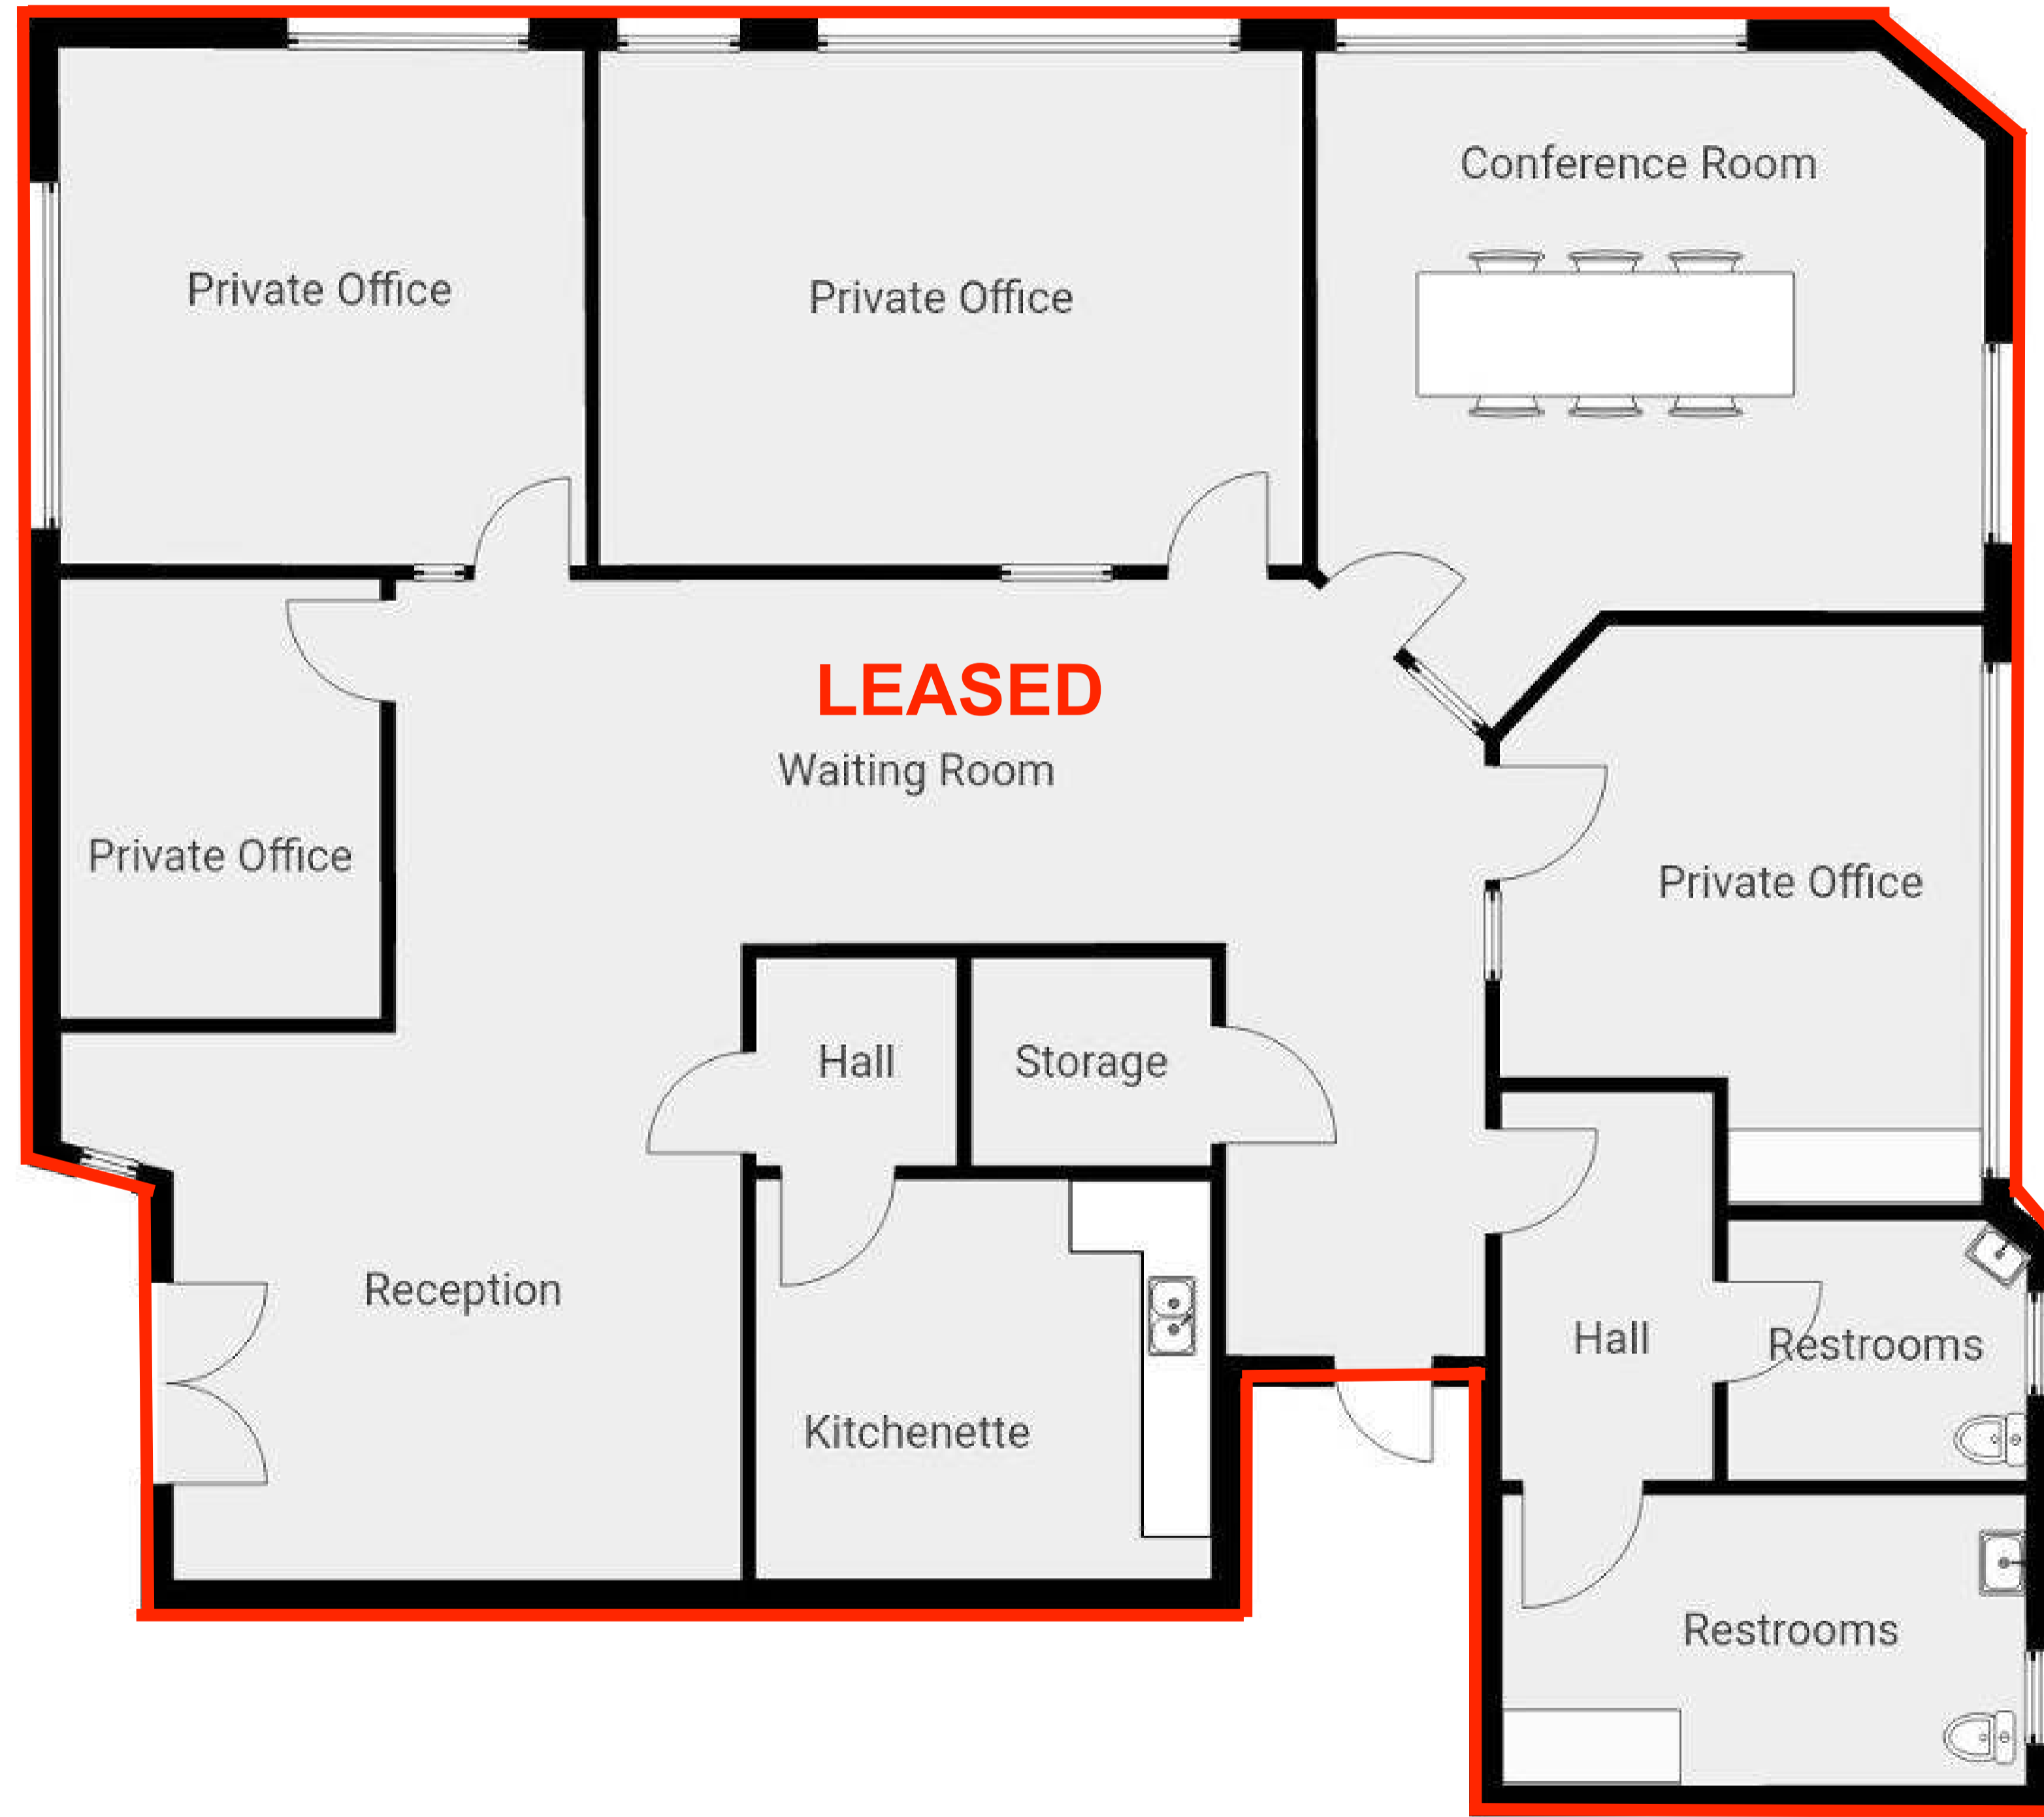 Conference Room
Private Office
Private Office
LEASED
Waiting Room
Private Office
Private Office
Hall
Storage
Reception
Hall
Restrooms
Kitchenette
Restrooms